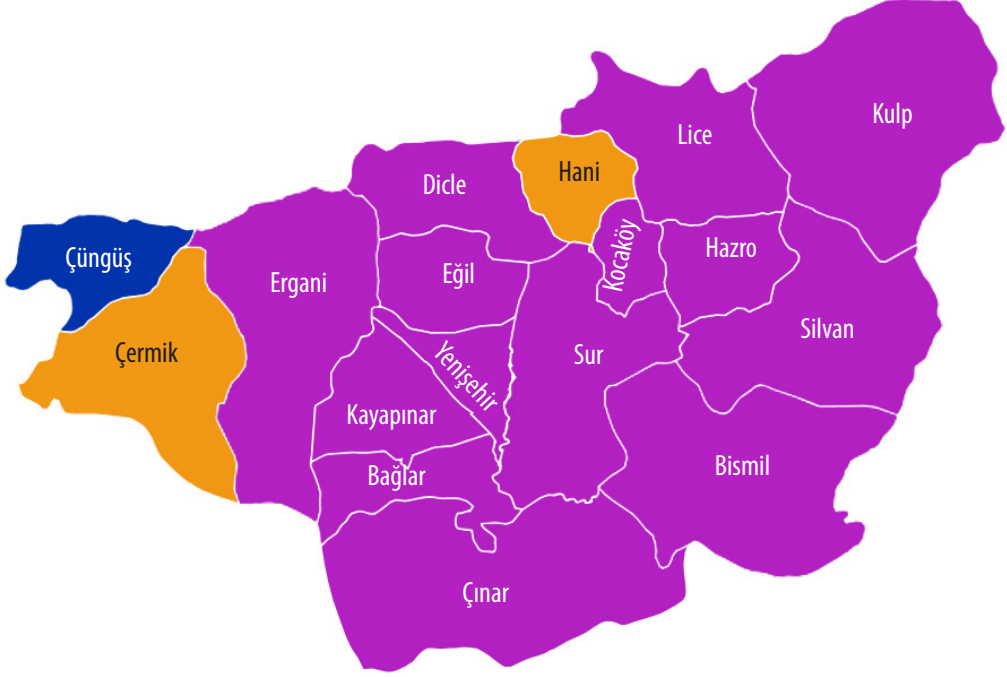 Kulp
Lice
Hani
Dicle
Hazro
Kocaköy
Çüngüş
Eğil
Ergani
Silvan
Çermik
Sur
Yenişehir
Kayapınar
Bismil
Bağlar
Çınar